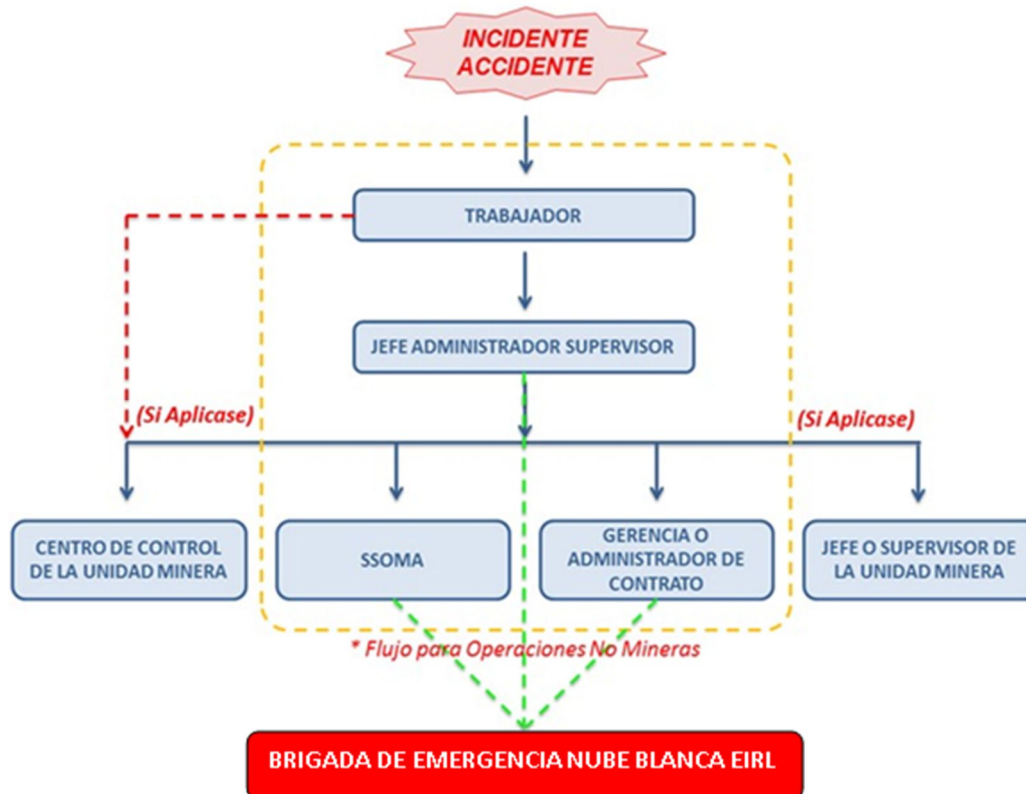 INCIDENTE
ACCIDENTE
TRABAJADOR
JEFE ADMINISTRADOR SUPERVISOR
(Si Aplicase)
(Si Aplicase)
CENTRO DE CONTROL
DE LA UNIDAD MINERA
SSOMA
GERENCIA O
ADMINISTRADOR DE
CONTRATO
JEFE O SUPERVISOR DE
LA UNIDAD MINERA
* Flujo para Operaciones No Mineras
BRIGADA DE EMERGENCIA NUBE BLANCA EIRL